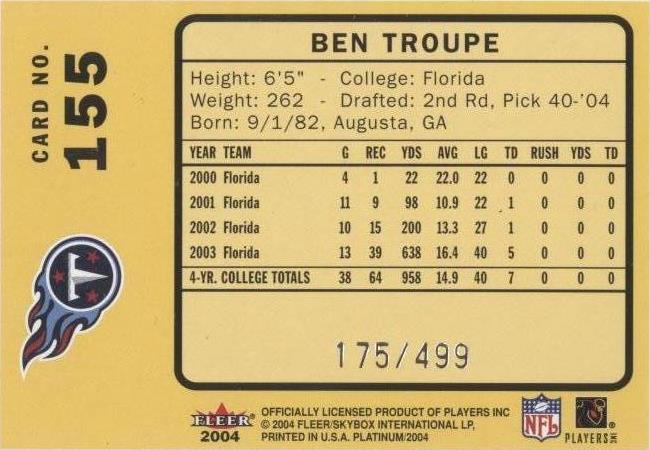 CARD NO.
155
BEN TROUPE
Height: 6'5" - College: Florida
Weight: 262 - Drafted: 2nd Rd, Pick 40-'04
Born: 9/1/82, Augusta, GA
YEAR TEAM G REC YDS AVG LG TD RUSH YDS TD
2000 Florida 4 1 22 22.0 22 0 0 0 0
2001 Florida 11 9 98 10.9 22 1 0 0 0
2002 Florida 10 15 200 13.3 27 1 0 0 0
2003 Florida 13 39 638 16.4 40 5 0 0 0
4-YR. COLLEGE TOTALS 38 64 958 14.9 40 7 0 0 0
175/499
FLEER
2004
OFFICIALLY LICENSED PRODUCT OF PLAYERS INC
© 2004 FLEER/SKYBOX INTERNATIONAL LP,
PRINTED IN U.S.A. PLATINUM/2004
NFL
PLAYERS INC